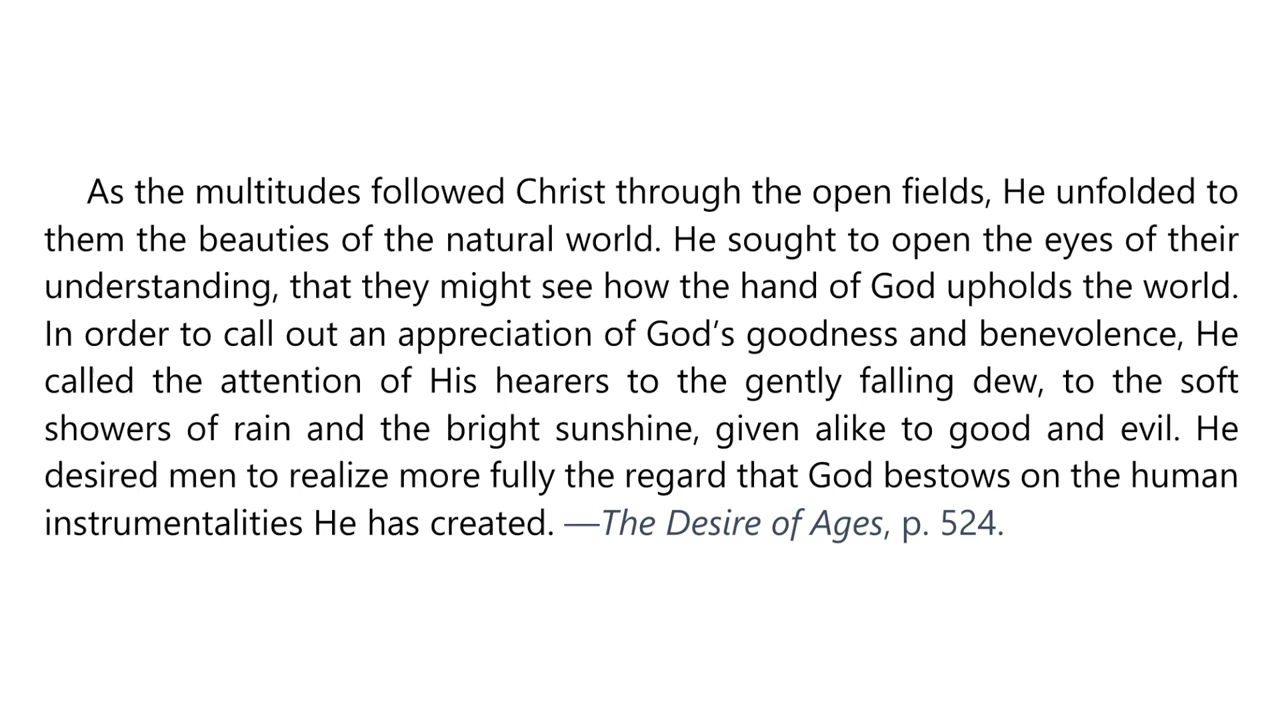 As the multitudes followed Christ through the open fields, He unfolded to
them the beauties of the natural world. He sought to open the eyes of their
understanding, that they might see how the hand of God upholds the world.
In order to call out an appreciation of God’s goodness and benevolence, He
called the attention of His hearers to the gently falling dew, to the soft
showers of rain and the bright sunshine, given alike to good and evil. He
desired men to realize more fully the regard that God bestows on the human
instrumentalities He has created. —The Desire of Ages, p. 524.